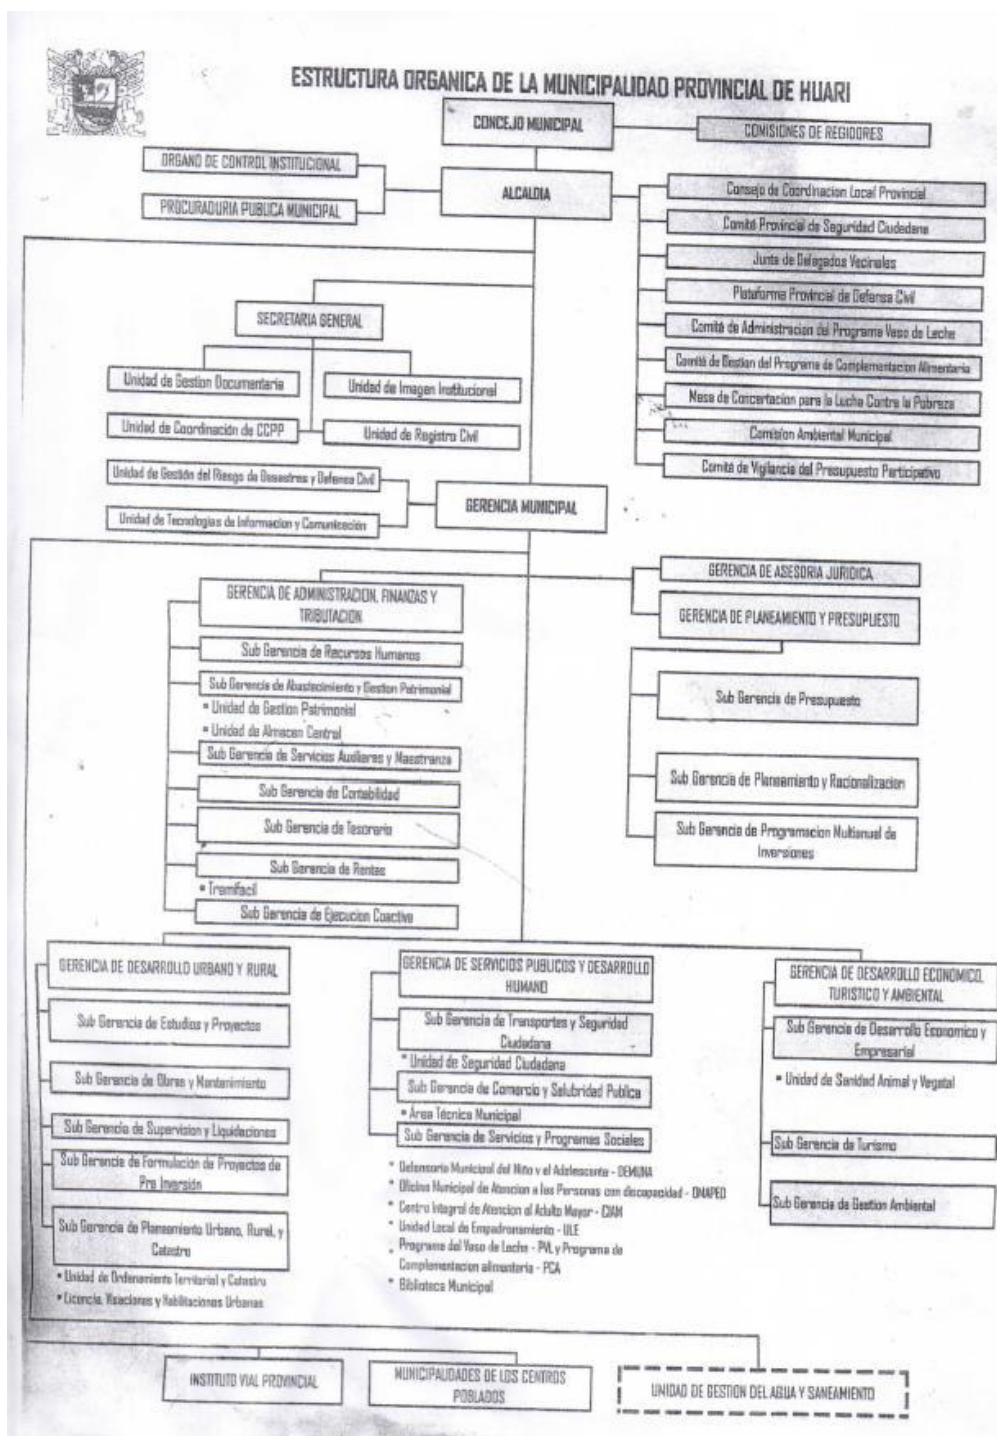 ESTRUCTURA ORGANICA DE LA MUNICIPALIDAD PROVINCIAL DE HUARI
CONCEJO MUNICIPAL
COMISIONES DE REGIDORES
ORGANO DE CONTROL INSTITUCIONAL
PROCURADURIA PUBLICA MUNICIPAL
ALCALDIA
Consejo de Coordinacion Local Provincial
Comité Provincial de Seguridad Ciudadana
Junta de Delegados Vecinales
Plataforma Provincial de Defensa Civil
Comité de Administracion del Programa Vaso de Leche
Comité de Gestion del Programa de Complementacion Alimentaria
Mesa de Concertacion para la Lucha Contra la Pobreza
Comision Ambiental Municipal
Comité de Vigilancia del Presupuesto Participativo
SECRETARIA GENERAL
Unidad de Gestion Documentaria
Unidad de Imagen Institucional
Unidad de Coordinación de CCPP
Unidad de Registro Civil
Unidad de Gestión del Riesgo de Desastres y Defensa Civil
Unidad de Tecnologias de Informacion y Comunicación
GERENCIA MUNICIPAL
GERENCIA DE ASESORIA JURIDICA
GERENCIA DE PLANEAMIENTO Y PRESUPUESTO
Sub Gerencia de Presupuesto
Sub Gerencia de Planeamiento y Racionalizacion
Sub Gerencia de Programacion Multianual de
Inversiones
GERENCIA DE ADMINISTRACION, FINANZAS Y
TRIBUTACION
Sub Gerencia de Recursos Humanos
Sub Gerencia de Abastecimiento y Gestion Patrimonial
• Unidad de Gestion Patrimonial
• Unidad de Almacen Central
Sub Gerencia de Servicios Auxiliares y Maestranza
Sub Gerencia de Contabilidad
Sub Gerencia de Tesoreria
Sub Gerencia de Rentas
• Tramifacil
Sub Gerencia de Ejecucion Coactiva
GERENCIA DE DESARROLLO URBANO Y RURAL
Sub Gerencia de Estudios y Proyectos
Sub Gerencia de Obras y Mantenimiento
Sub Gerencia de Supervision y Liquidaciones
Sub Gerencia de Formulación de Proyectos de
Pre Inversión
Sub Gerencia de Planeamiento Urbano, Rural, y
Catastro
• Unidad de Ordenamiento Territorial y Catastro
• Licencia, Visaciones y Habilitaciones Urbanas
GERENCIA DE SERVICIOS PUBLICOS Y DESARROLLO
HUMANO
Sub Gerencia de Transportes y Seguridad
Ciudadana
• Unidad de Seguridad Ciudadana
Sub Gerencia de Comercio y Salubridad Publica
• Área Técnica Municipal
Sub Gerencia de Servicios y Programas Sociales
• Defensoria Municipal del Niño y el Adolescente - DEMUNA
• Oficina Municipal de Atencion a las Personas con discapacidad - OMAPED
• Centro Integral de Atencion al Adulto Mayor - CIAM
• Unidad Local de Empadronamiento - ULE
• Programa del Vaso de Leche - PVL y Programa de
Complementacion alimentaria - PCA
• Biblioteca Municipal
GERENCIA DE DESARROLLO ECONOMICO,
TURISTICO Y AMBIENTAL
Sub Gerencia de Desarrollo Economico y
Empresarial
• Unidad de Sanidad Animal y Vegetal
Sub Gerencia de Turismo
Sub Gerencia de Gestion Ambiental
INSTITUTO VIAL PROVINCIAL
MUNICIPALIDADES DE LOS CENTROS
POBLADOS
UNIDAD DE GESTION DEL AGUA Y SANEAMIENTO